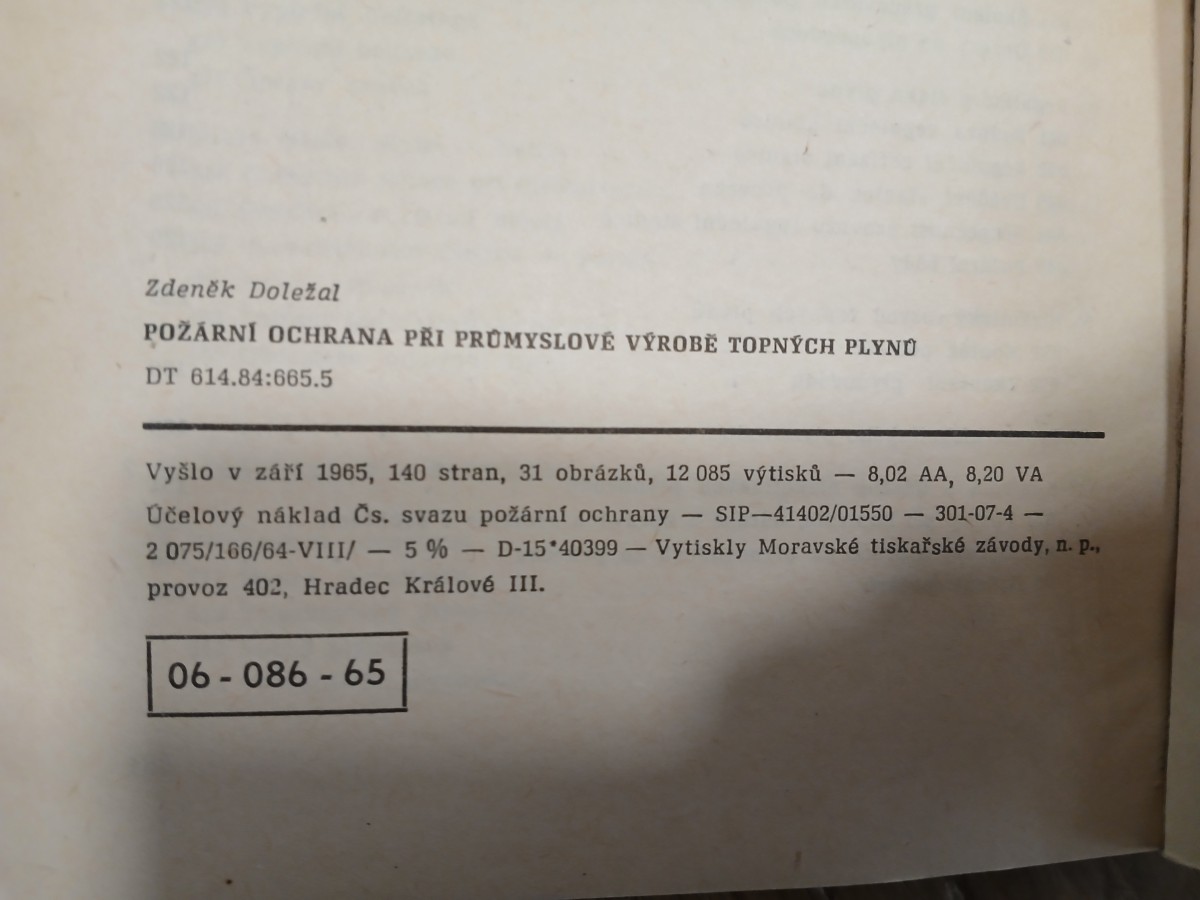 Zdeněk Doležal
POŽÁRNÍ OCHRANA PŘI PRŮMYSLOVÉ VÝROBĚ TOPNÝCH PLYNŮ
DT 614.84:665.5
Vyšlo v září 1965, 140 stran, 31 obrázků, 12 085 výtisků — 8,02 AA, 8,20 VA
Účelový náklad Čs. svazu požární ochrany — SIP—41402/01550 — 301-07-4 —
2 075/166/64-VIII/ — 5 % — D-15*40399 — Vytiskly Moravské tiskařské závody, n. p.,
provoz 402, Hradec Králové III.
06 - 086 - 65